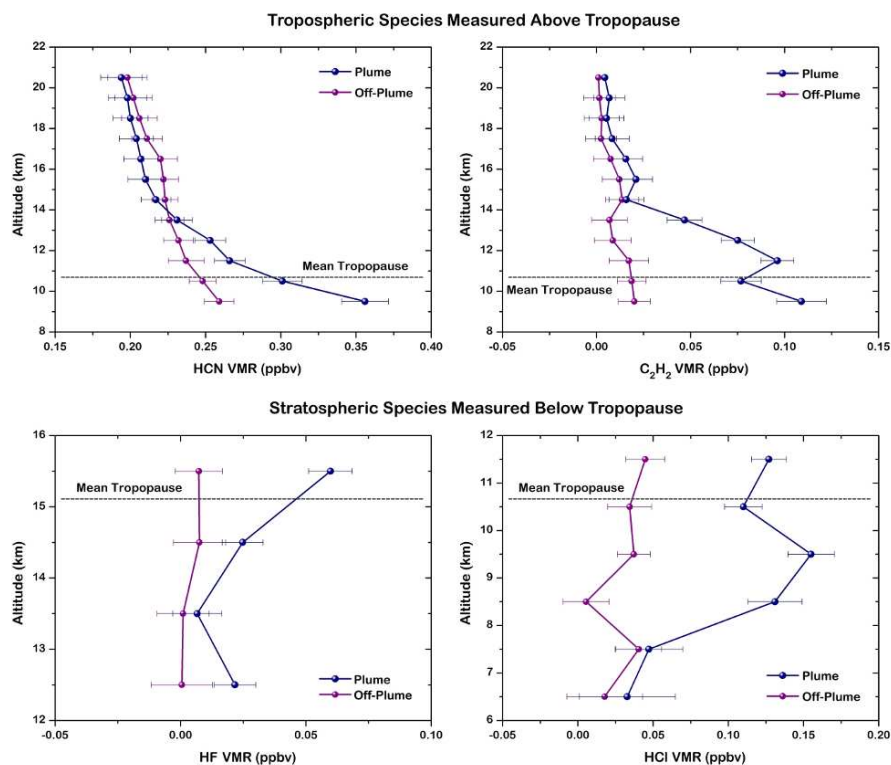 Tropospheric Species Measured Above Tropopause
22
20
18
16
14
12
10
8
Altitude (km)
Plume
Off-Plume
Mean Tropopause
0.15 0.20 0.25 0.30 0.35 0.40
HCN VMR (ppbv)
22
20
18
16
14
12
10
8
Altitude (km)
Plume
Off-Plume
Mean Tropopause
-0.05 0.00 0.05 0.10 0.15
C₂H₂ VMR (ppbv)
Stratospheric Species Measured Below Tropopause
16
15
14
13
12
Altitude (km)
Mean Tropopause
Plume
Off-Plume
-0.05 0.00 0.05 0.10
HF VMR (ppbv)
12
11
10
9
8
7
6
Altitude (km)
Mean Tropopause
Plume
Off-Plume
-0.05 0.00 0.05 0.10 0.15 0.20
HCl VMR (ppbv)